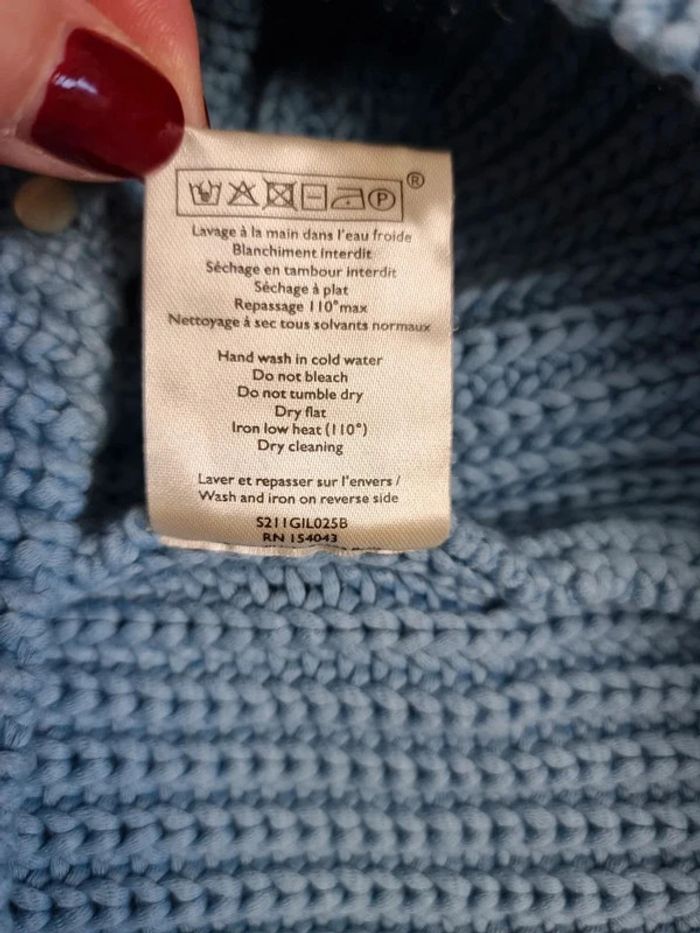 ®
P
Lavage à la main dans l'eau froide
Blanchiment Interdit
Séchage en tambour interdit
Séchage à plat
Repassage 110° max
Nettoyage à sec tous solvants normaux
Hand wash in cold water
Do not bleach
Do not tumble dry
Dry flat
Iron low heat (110°)
Dry cleaning
Laver et repasser sur l'envers /
Wash and iron on reverse side
S211GIL025B
RN 154043